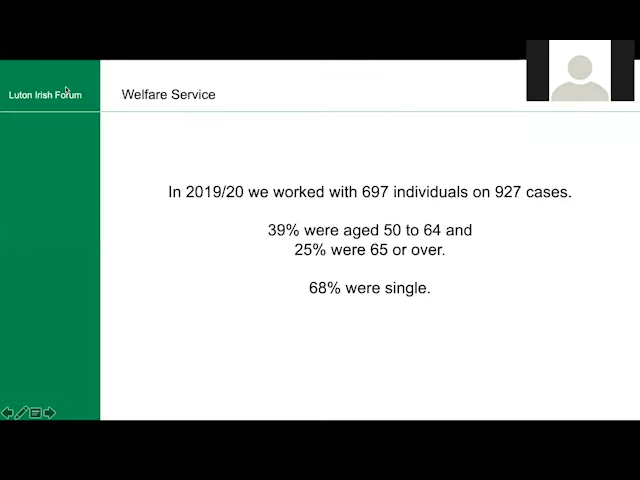 Luton Irish Forum
Welfare Service
In 2019/20 we worked with 697 individuals on 927 cases.
39% were aged 50 to 64 and
25% were 65 or over.
68% were single.